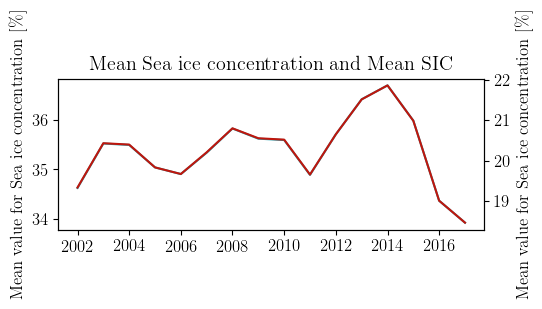 Mean Sea ice concentration and Mean SIC
Mean value for Sea ice concentration [%]
36
35
34
22
21
20
19
Mean value for Sea ice concentration [%]
2002 2004 2006 2008 2010 2012 2014 2016